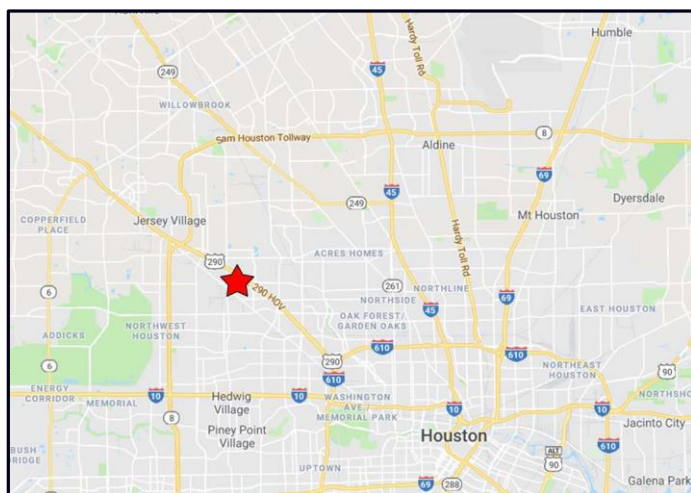 Humble
249
45
Hardy Toll Rd
WILLOWBROOK
Sam Houston Tollway
8
Aldine
69
45
Dyersdale
COPPERFIELD
PLACE
249
Jersey Village
Mt Houston
Hardy Toll Rd
290
ACRES HOMES
6
290 HOV
261
NORTHLINE
NORTHSIDE
69
45
EAST HOUSTON
ADDICKS
NORTHWEST
HOUSTON
OAK FOREST/
GARDEN OAKS
610
610
6
290
610
NORTHEAST
HOUSTON
90
ENERGY
CORRIDOR
MEMORIAL
10
Hedwig
Village
10
WASHINGTON
AVE./
MEMORIAL PARK
10
10
NORTHSHO
8
Piney Point
Village
Jacinto City
BUSH
RIDGE
Houston
610
UPTOWN
ALT
90
6
69
288
Galena Park